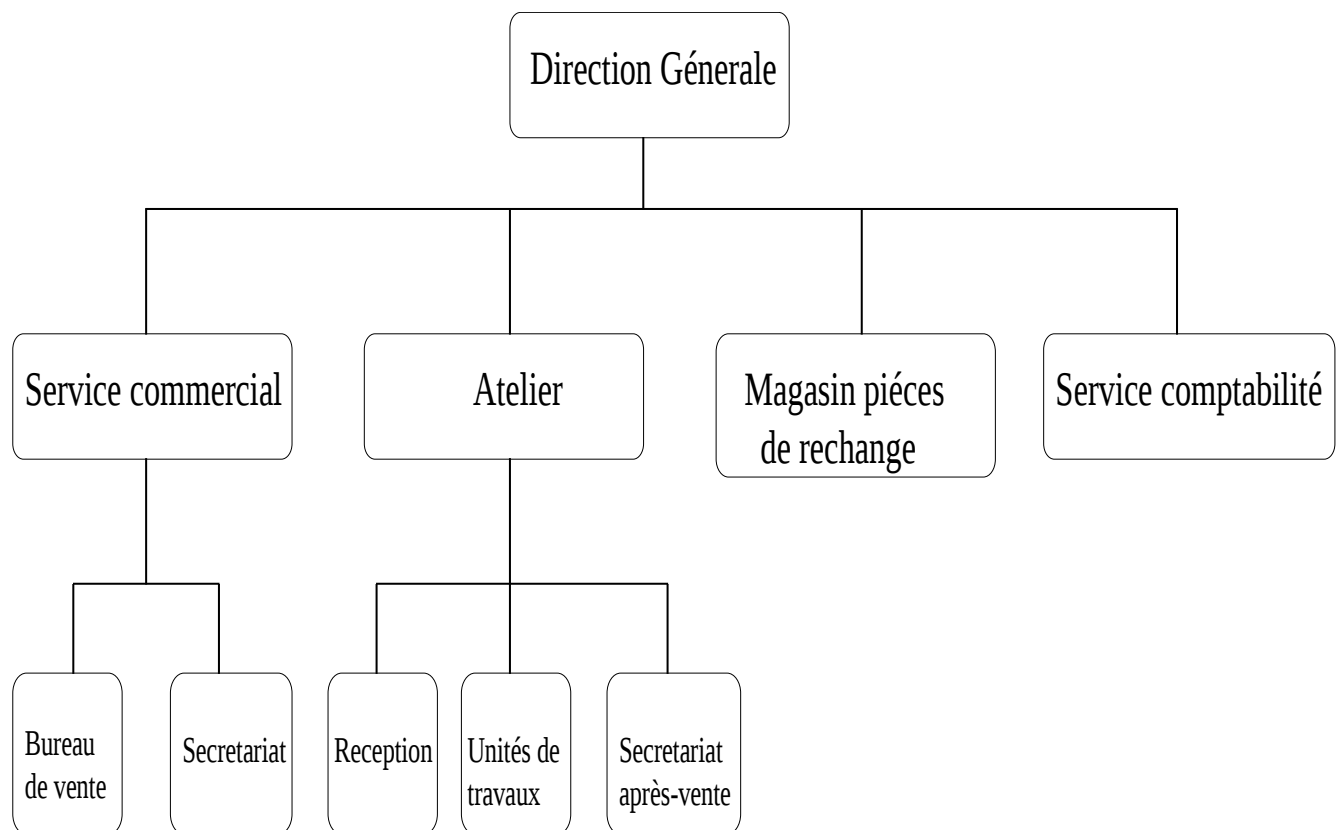 Direction Génerale
Service commercial
Atelier
Magasin piéces
de rechange
Service comptabilité
Bureau
de vente
Secretariat
Reception
Unités de
travaux
Secretariat
après-vente